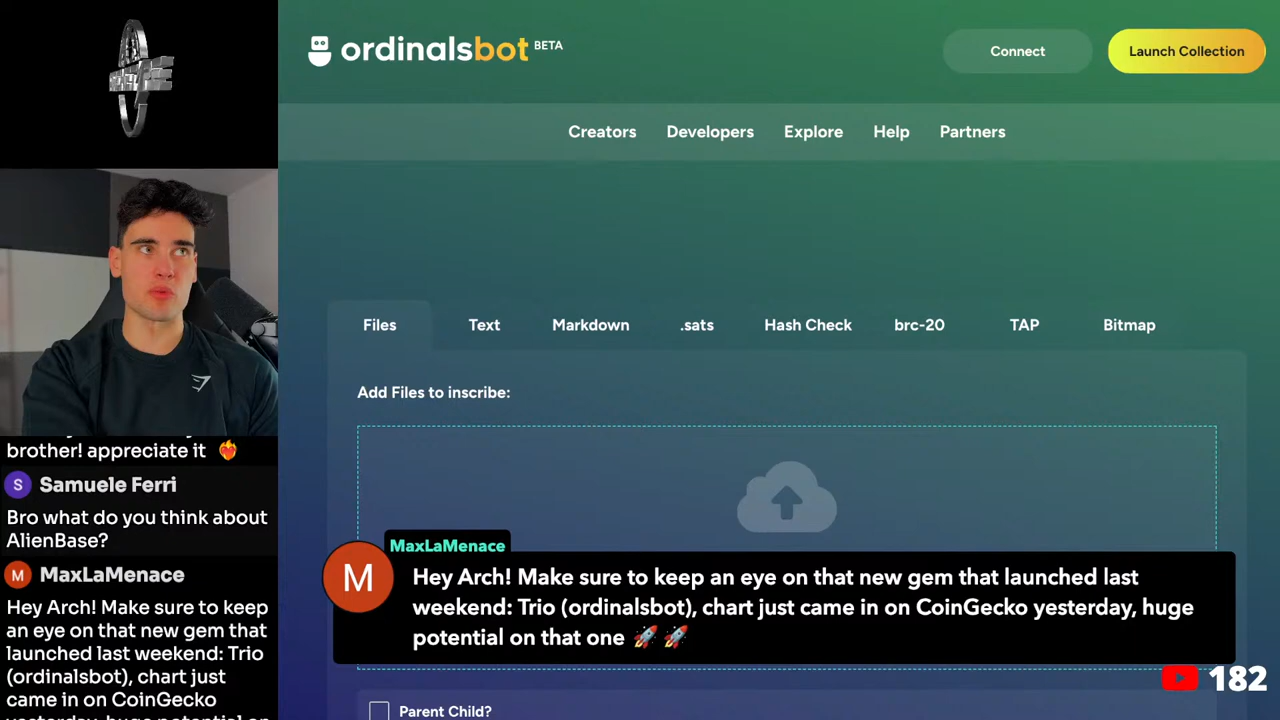 ordinalsbot BETA
Connect
Launch Collection
Creators
Developers
Explore
Help
Partners
Files
Text
Markdown
.sats
Hash Check
brc-20
TAP
Bitmap
Add Files to inscribe:
MaxLaMenace
M
Hey Arch! Make sure to keep an eye on that new gem that launched last
weekend: Trio (ordinalsbot), chart just came in on CoinGecko yesterday, huge
potential on that one 🚀 🚀
182
Parent Child?
brother! appreciate it ❤️‍🔥
S
Samuele Ferri
Bro what do you think about
AlienBase?
M
MaxLaMenace
Hey Arch! Make sure to keep
an eye on that new gem that
launched last weekend: Trio
(ordinalsbot), chart just
came in on CoinGecko
yesterday, huge potential on